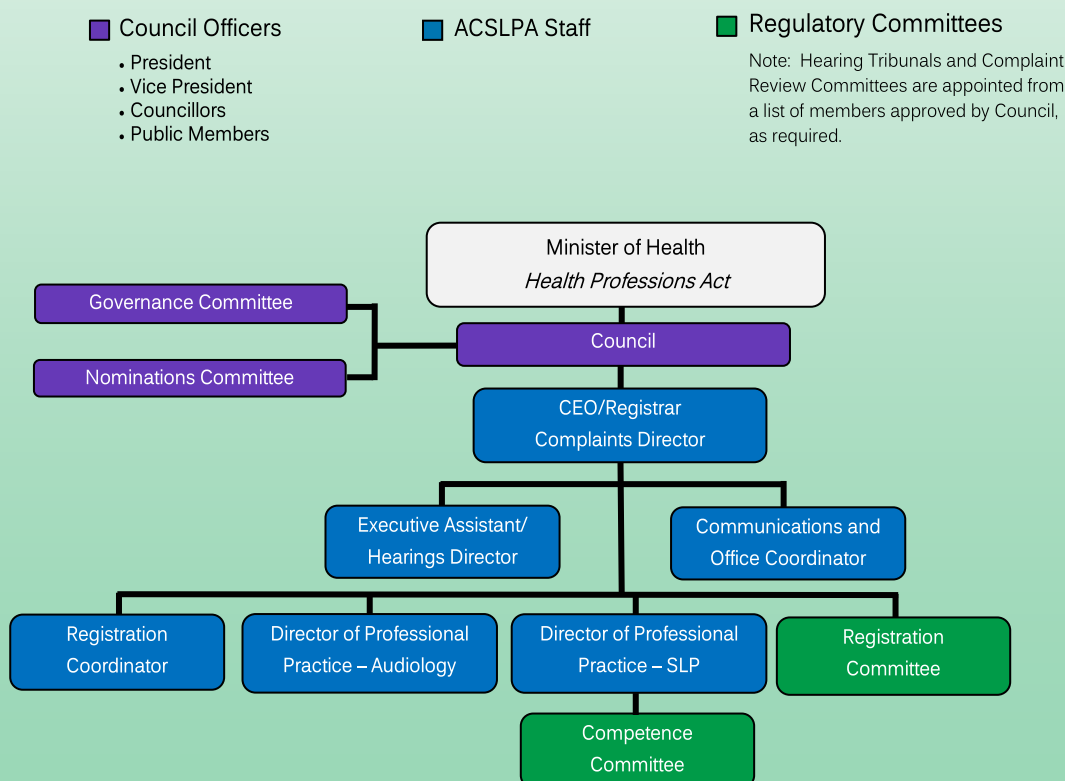 Council Officers
• President
• Vice President
• Councillors
• Public Members
ACSLPA Staff
Regulatory Committees
Note: Hearing Tribunals and Complaint
Review Committees are appointed from
a list of members approved by Council,
as required.
Minister of Health
Health Professions Act
Governance Committee
Council
Nominations Committee
CEO/Registrar
Complaints Director
Executive Assistant/
Hearings Director
Communications and
Office Coordinator
Registration
Coordinator
Director of Professional
Practice – Audiology
Director of Professional
Practice – SLP
Registration
Committee
Competence
Committee